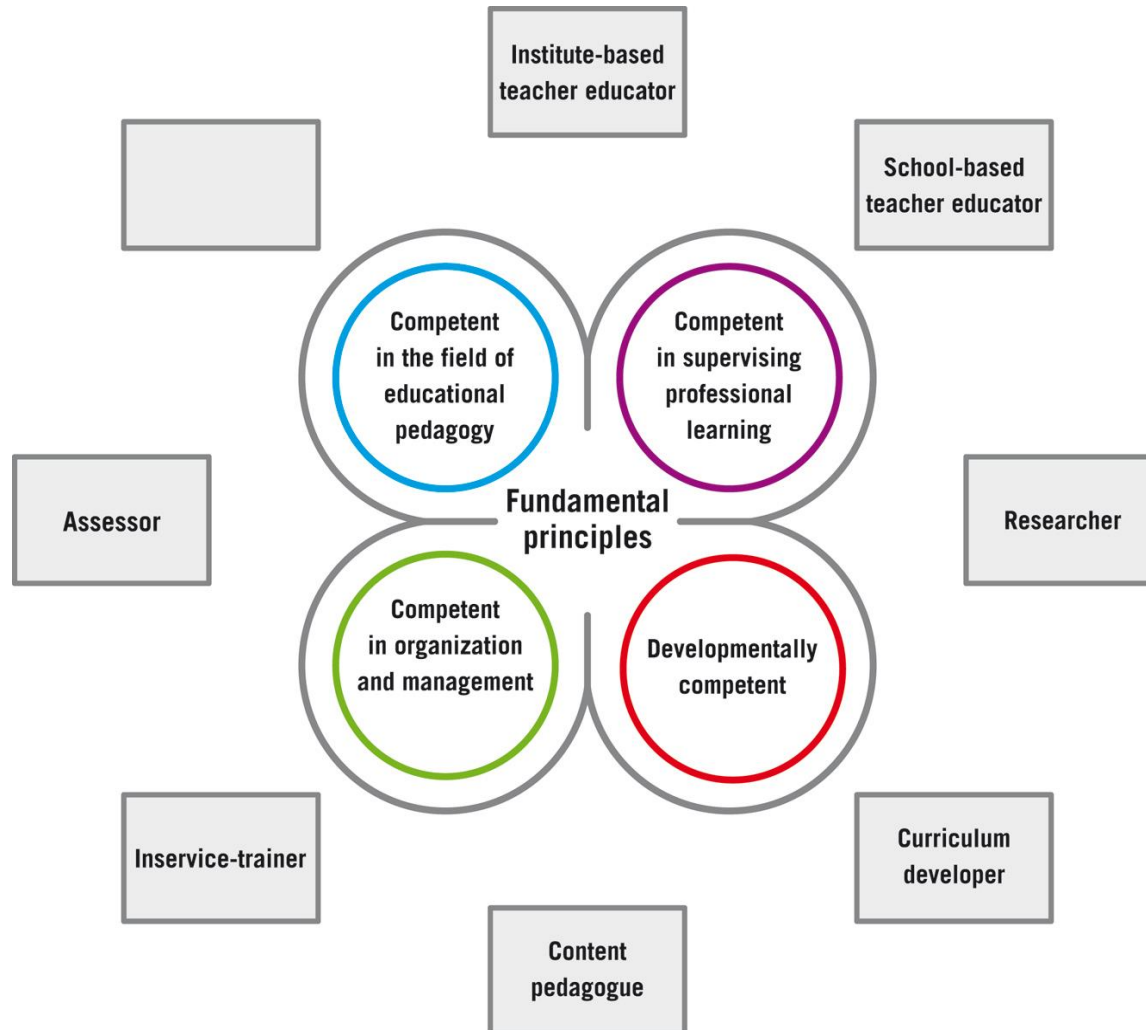 Institute-based
teacher educator
School-based
teacher educator
Competent
in the field of
educational
pedagogy
Competent
in supervising
professional
learning
Assessor
Fundamental
principles
Researcher
Competent
in organization
and management
Developmentally
competent
Inservice-trainer
Curriculum
developer
Content
pedagogue